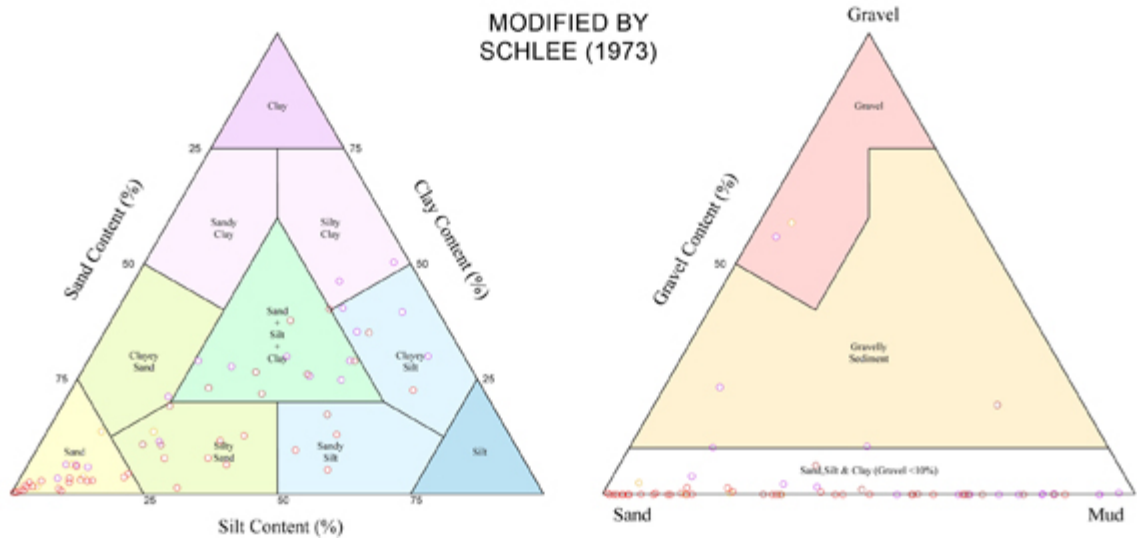 MODIFIED BY
SCHLEE (1973)
Clay
25
75
Sand Content (%)
Clay Content (%)
Sandy
Clay
Silty
Clay
50
50
Sand
+
Silt
+
Clay
Clayey
Sand
Clayey
Silt
75
25
Sand
Silty
Sand
Sandy
Silt
Silt
25
50
75
Silt Content (%)
Gravel
Gravel
Gravel Content (%)
50
Gravelly
Sediment
Sand,Silt & Clay (Gravel <10%)
Sand
Mud